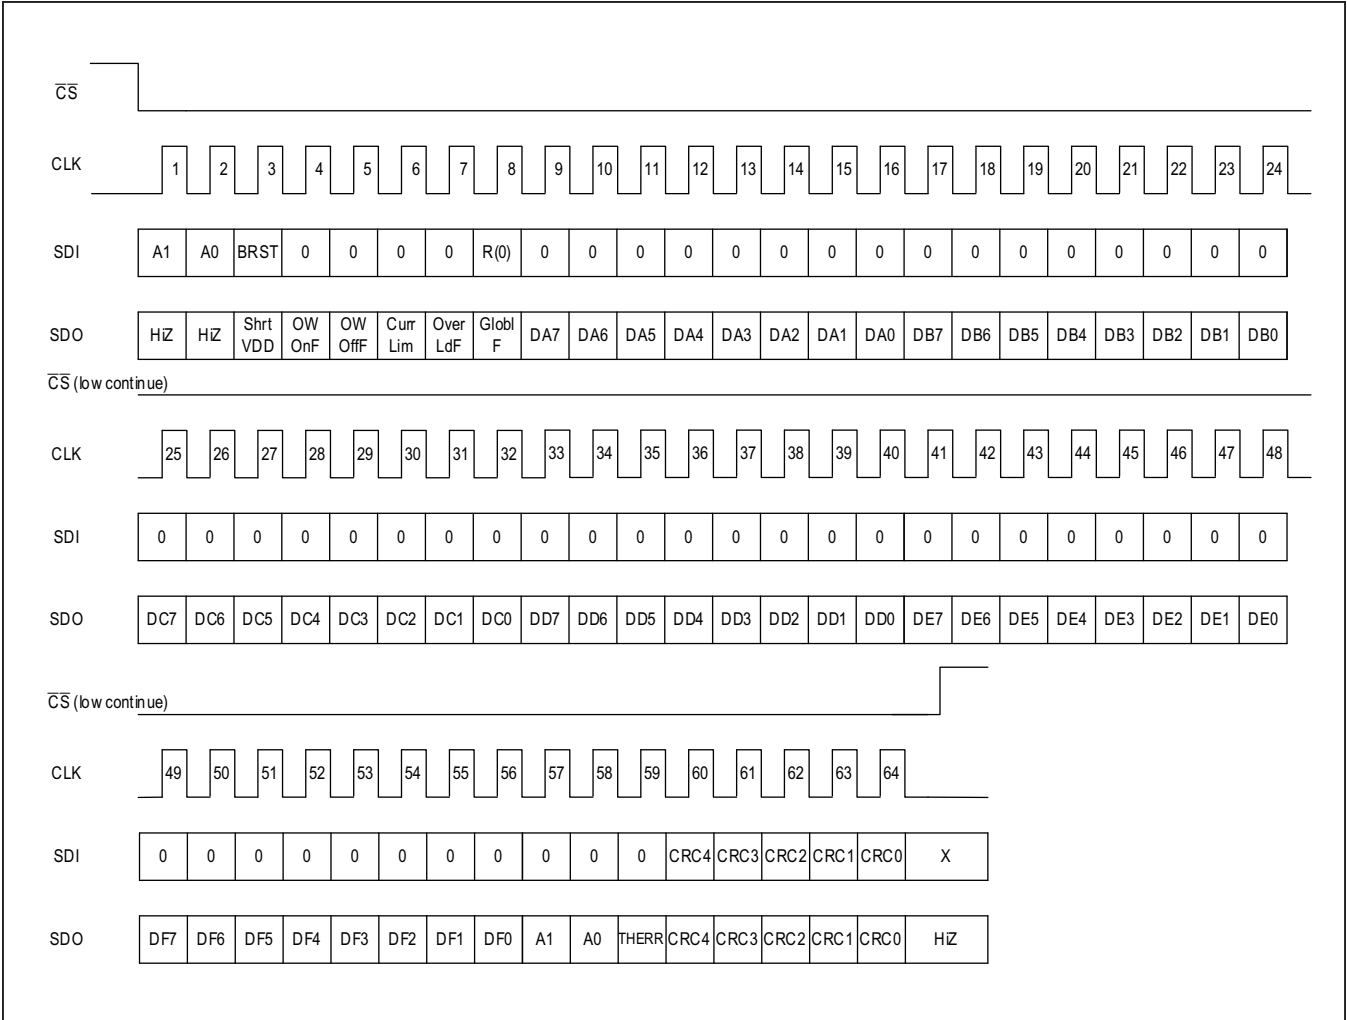 CS
CLK 1 2 3 4 5 6 7 8 9 10 11 12 13 14 15 16 17 18 19 20 21 22 23 24
SDI A1 A0 BRST 0 0 0 0 R(0) 0 0 0 0 0 0 0 0 0 0 0 0 0 0 0 0
SDO HiZ HiZ Shrt VDD OW OnF OW OffF Curr Lim Over LdF Globl F DA7 DA6 DA5 DA4 DA3 DA2 DA1 DA0 DB7 DB6 DB5 DB4 DB3 DB2 DB1 DB0
CS (low continue)
CLK 25 26 27 28 29 30 31 32 33 34 35 36 37 38 39 40 41 42 43 44 45 46 47 48
SDI 0 0 0 0 0 0 0 0 0 0 0 0 0 0 0 0 0 0 0 0 0 0 0 0
SDO DC7 DC6 DC5 DC4 DC3 DC2 DC1 DC0 DD7 DD6 DD5 DD4 DD3 DD2 DD1 DD0 DE7 DE6 DE5 DE4 DE3 DE2 DE1 DE0
CS (low continue)
CLK 49 50 51 52 53 54 55 56 57 58 59 60 61 62 63 64
SDI 0 0 0 0 0 0 0 0 0 0 0 CRC4 CRC3 CRC2 CRC1 CRC0 X
SDO DF7 DF6 DF5 DF4 DF3 DF2 DF1 DF0 A1 A0 THERR CRC4 CRC3 CRC2 CRC1 CRC0 HiZ